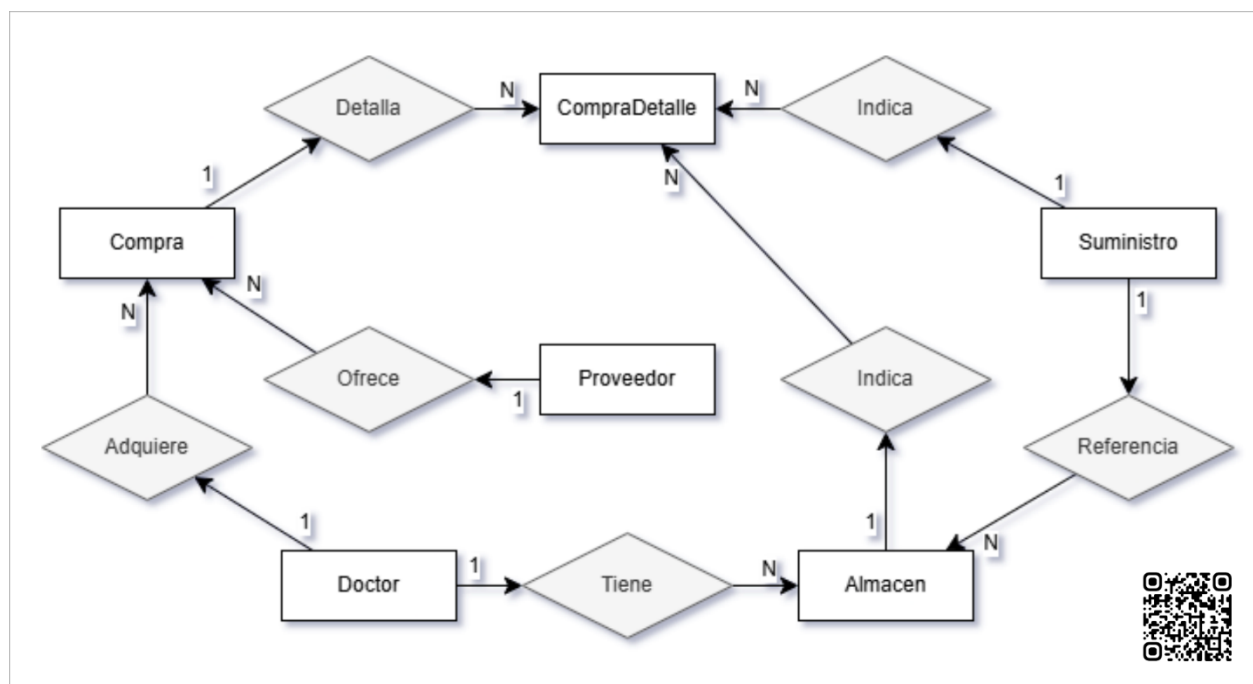 Detalla
N
CompraDetalle
N
Indica
1
N
1
Compra
Suministro
N
N
1
Ofrece
1
Proveedor
Indica
Adquiere
Referencia
1
1
N
Doctor
1
Tiene
N
Almacen